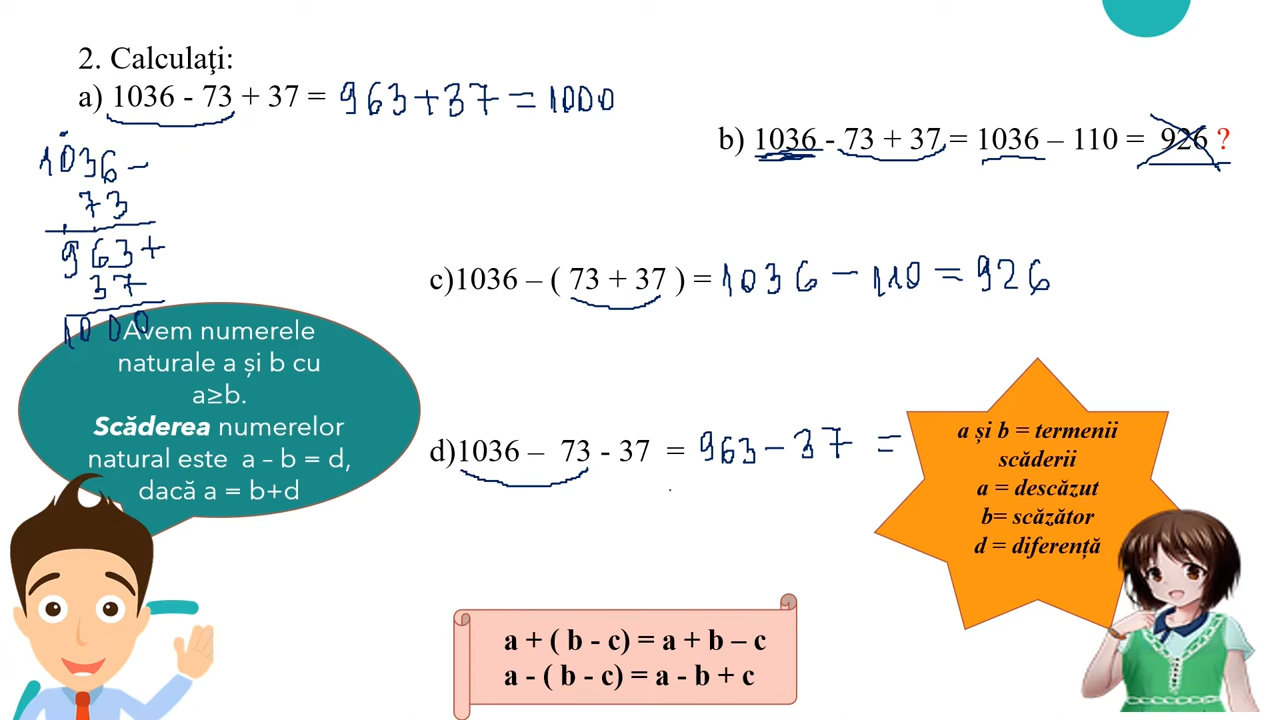 2. Calculaţi:
a) 1036 - 73 + 37 = 963+37=1000
1036 –
73
963+
37
1000
b) 1036 - 73 + 37 = 1036 – 110 = 926 ?
c)1036 – ( 73 + 37 ) = 1036 – 110 = 926
d)1036 – 73 - 37 = 963 – 37 =
Avem numerele
naturale a și b cu
a≥b.
Scăderea numerelor
natural este a – b = d,
dacă a = b+d
a și b = termenii
scăderii
a = descăzut
b= scăzător
d = diferență
a + ( b - c) = a + b – c
a - ( b - c) = a - b + c